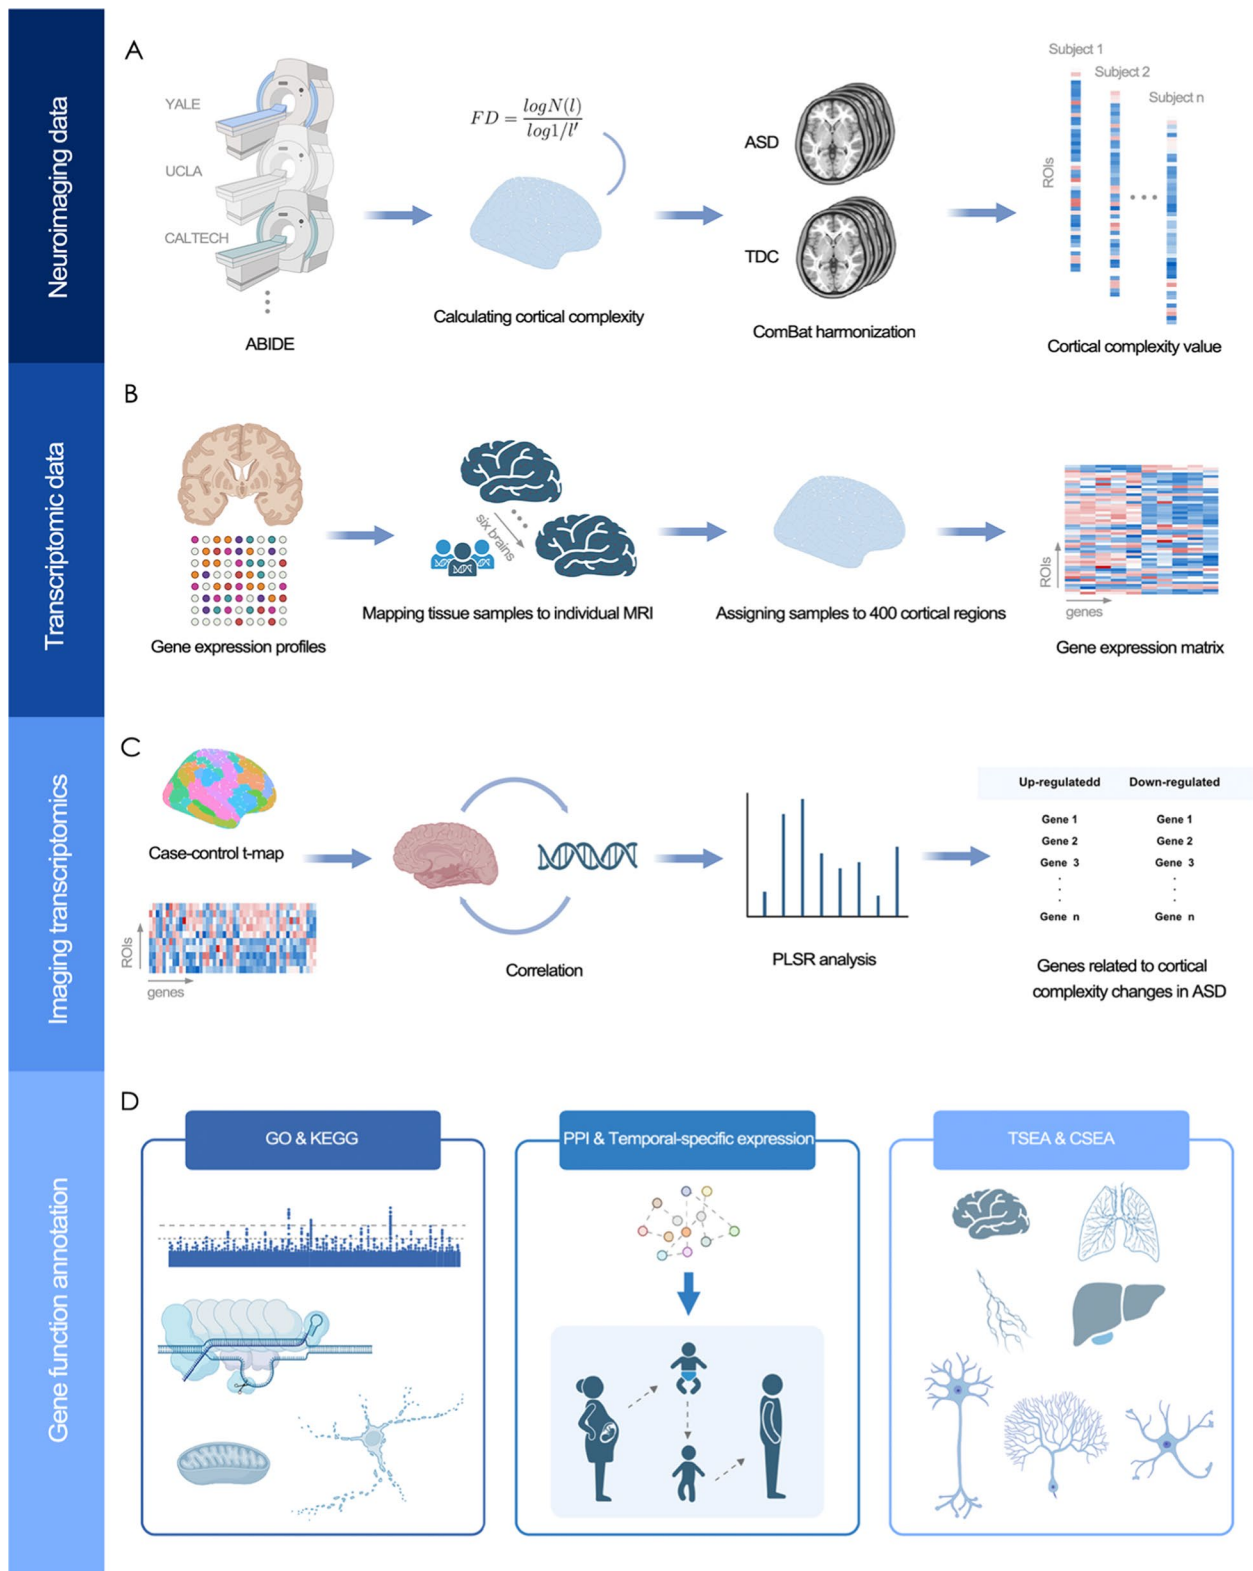 Neuroimaging data
A
YALE
UCLA
CALTECH
ABIDE
FD = logN(l) / log1/l'
Calculating cortical complexity
ASD
TDC
ComBat harmonization
Subject 1
Subject 2
Subject n
ROIs
Cortical complexity value
Transcriptomic data
B
Gene expression profiles
six brains
Mapping tissue samples to individual MRI
Assigning samples to 400 cortical regions
ROIs
genes
Gene expression matrix
Imaging transcriptomics
C
Case-control t-map
ROIs
genes
Correlation
PLSR analysis
Up-regulatedd Down-regulated
Gene 1 Gene 1
Gene 2 Gene 2
Gene 3 Gene 3
Gene n Gene n
Genes related to cortical
complexity changes in ASD
Gene function annotation
D
GO & KEGG
PPI & Temporal-specific expression
TSEA & CSEA